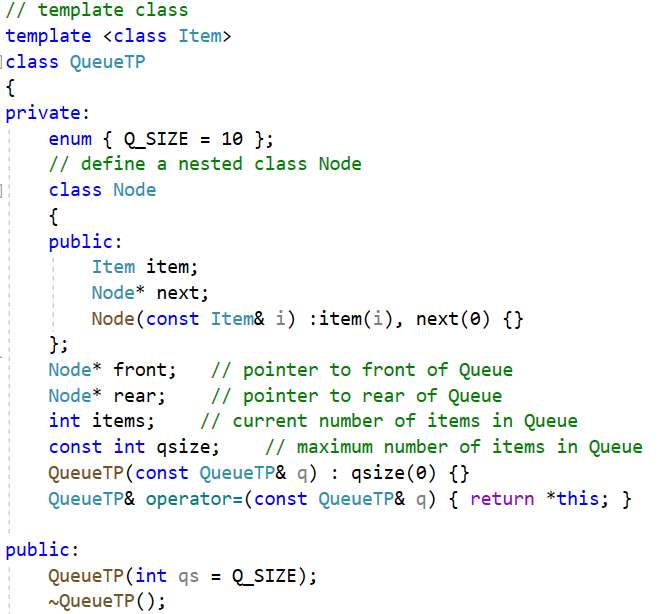 // template class
template <class Item>
class QueueTP
{
private:
    enum { Q_SIZE = 10 };
    // define a nested class Node
    class Node
    {
    public:
        Item item;
        Node* next;
        Node(const Item& i) :item(i), next(0) {}
    };
    Node* front;   // pointer to front of Queue
    Node* rear;    // pointer to rear of Queue
    int items;    // current number of items in Queue
    const int qsize;    // maximum number of items in Queue
    QueueTP(const QueueTP& q) : qsize(0) {}
    QueueTP& operator=(const QueueTP& q) { return *this; }
public:
    QueueTP(int qs = Q_SIZE);
    ~QueueTP();